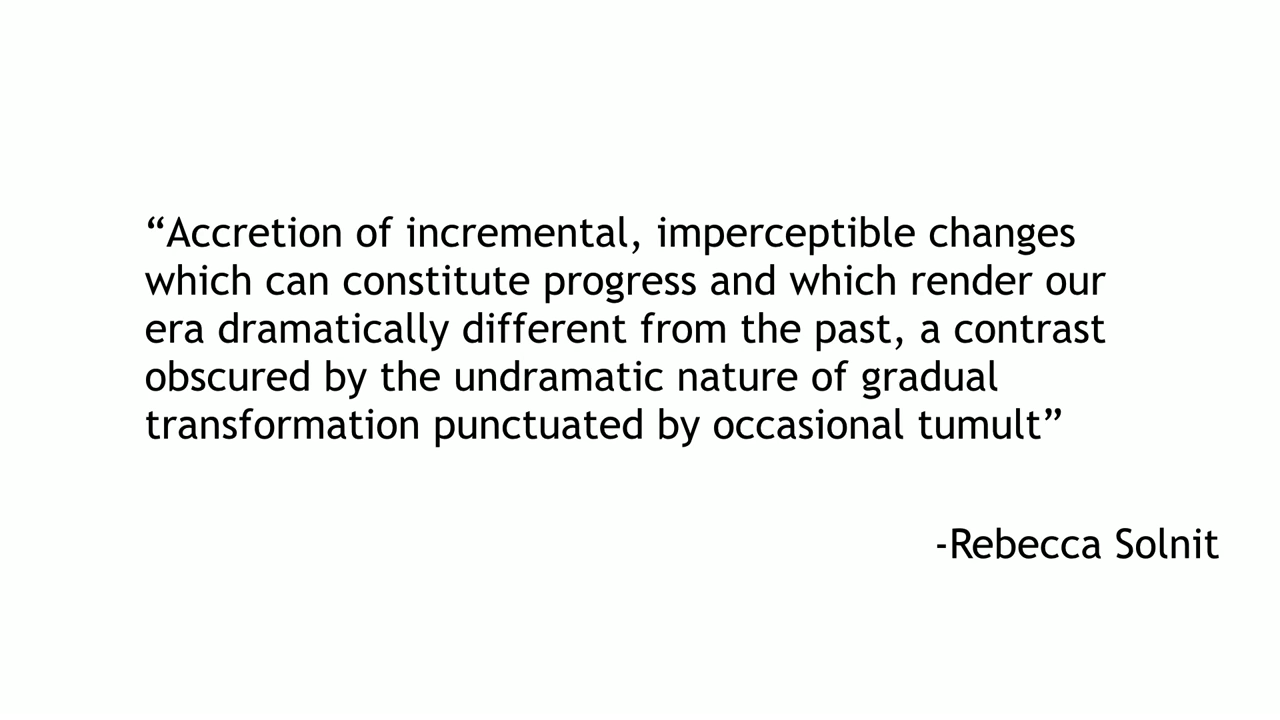 “Accretion of incremental, imperceptible changes
which can constitute progress and which render our
era dramatically different from the past, a contrast
obscured by the undramatic nature of gradual
transformation punctuated by occasional tumult”
-Rebecca Solnit